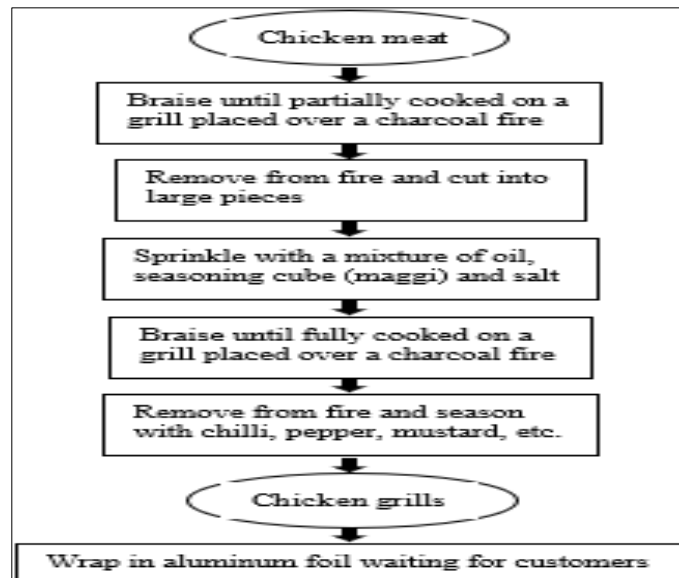 Chicken meat
Braise until partially cooked on a
grill placed over a charcoal fire
Remove from fire and cut into
large pieces
Sprinkle with a mixture of oil,
seasoning cube (maggi) and salt
Braise until fully cooked on a
grill placed over a charcoal fire
Remove from fire and season
with chilli, pepper, mustard, etc.
Chicken grills
Wrap in aluminum foil waiting for customers